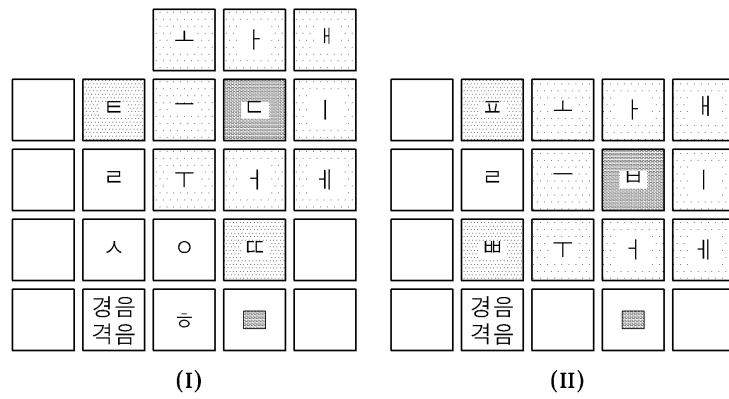 ㅗ ㅏ ㅐ
ㅌ ㅡ ㄷ ㅣ
ㄹ ㅜ ㅓ ㅔ
ㅅ ㅇ ㄸ
경음 격음 ㅎ
(I)
ㅍ ㅗ ㅏ ㅐ
ㄹ ㅡ ㅂ ㅣ
ㅃ ㅜ ㅓ ㅔ
경음 격음
(II)